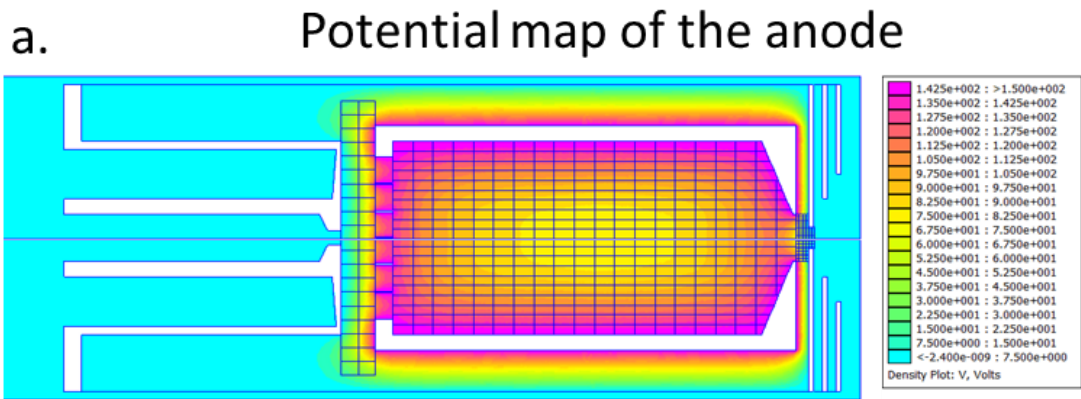 a.
Potential map of the anode
1.425e+002 : >1.500e+002
1.350e+002 : 1.425e+002
1.275e+002 : 1.350e+002
1.200e+002 : 1.275e+002
1.125e+002 : 1.200e+002
1.050e+002 : 1.125e+002
9.750e+001 : 1.050e+002
9.000e+001 : 9.750e+001
8.250e+001 : 9.000e+001
7.500e+001 : 8.250e+001
6.750e+001 : 7.500e+001
6.000e+001 : 6.750e+001
5.250e+001 : 6.000e+001
4.500e+001 : 5.250e+001
3.750e+001 : 4.500e+001
3.000e+001 : 3.750e+001
2.250e+001 : 3.000e+001
1.500e+001 : 2.250e+001
7.500e+000 : 1.500e+001
<-2.400e-009 : 7.500e+000
Density Plot: V, Volts